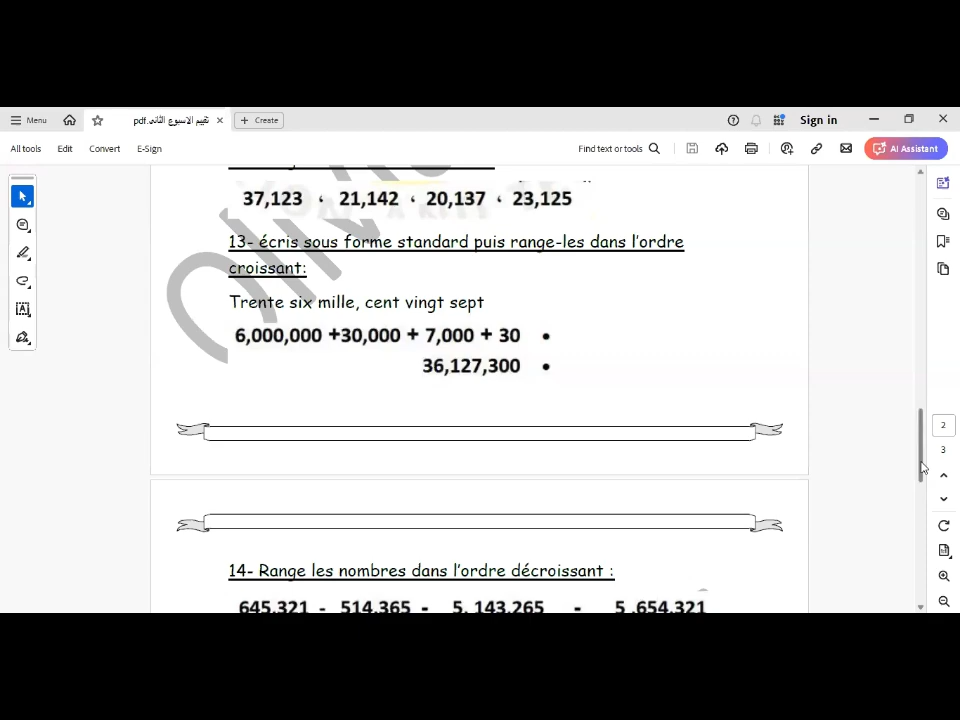 Menu
تقييم الاسبوع الثانى.pdf
Create
Sign in
All tools
Edit
Convert
E-Sign
Find text or tools
AI Assistant
37,123 ، 21,142 ، 20,137 ، 23,125
13- écris sous forme standard puis range-les dans l'ordre
croissant:
Trente six mille, cent vingt sept
6,000,000 +30,000 + 7,000 + 30 •
36,127,300 •
2
3
14- Range les nombres dans l'ordre décroissant :
645,321 - 514,365 - 5, 143,265 - 5 ,654,321